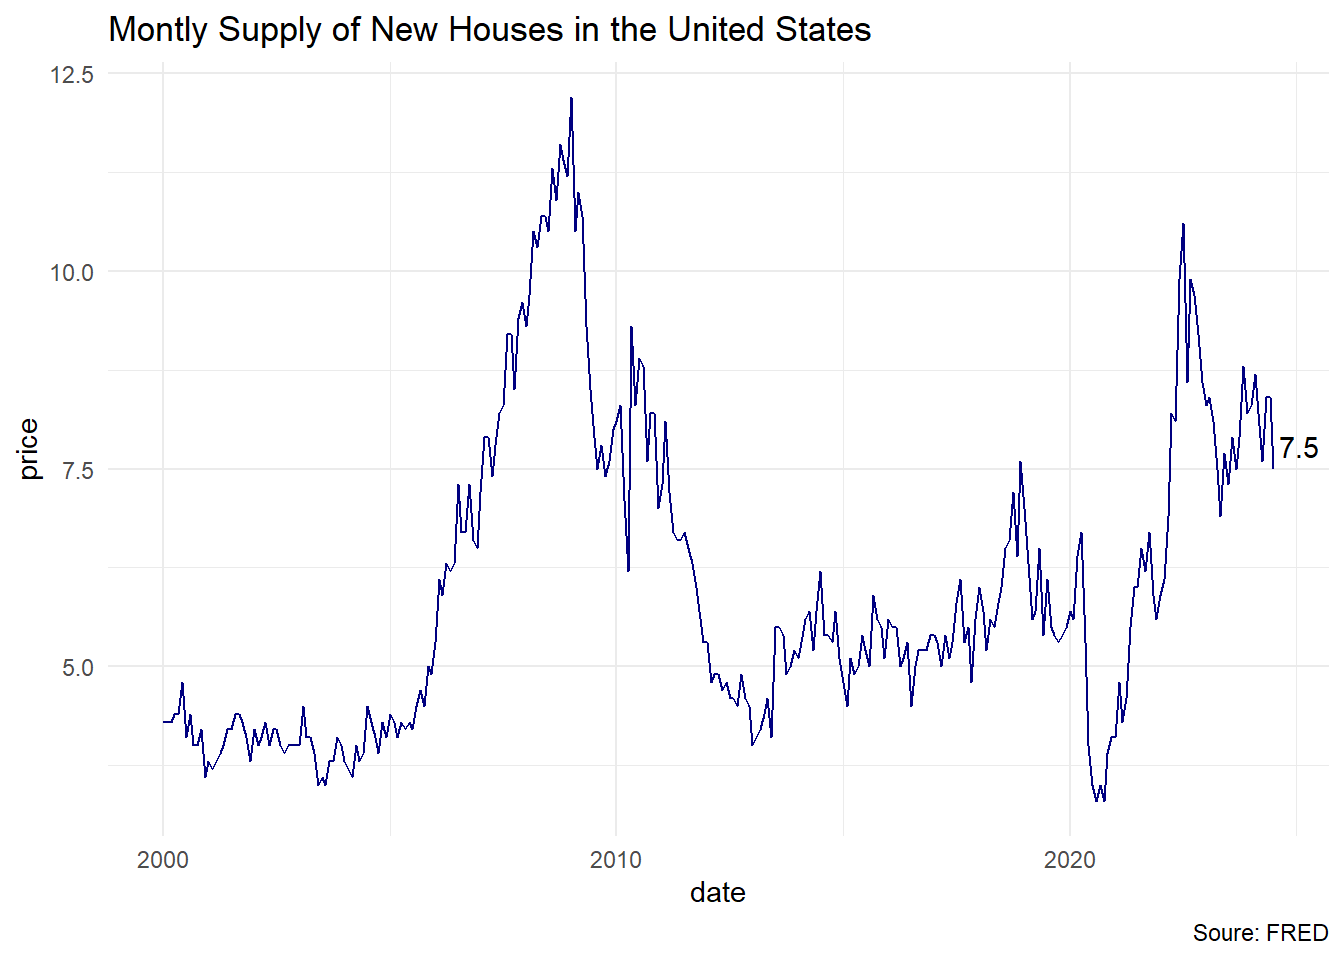 Montly Supply of New Houses in the United States
12.5
10.0
7.5
5.0
price
7.5
2000
2010
2020
date
Soure: FRED